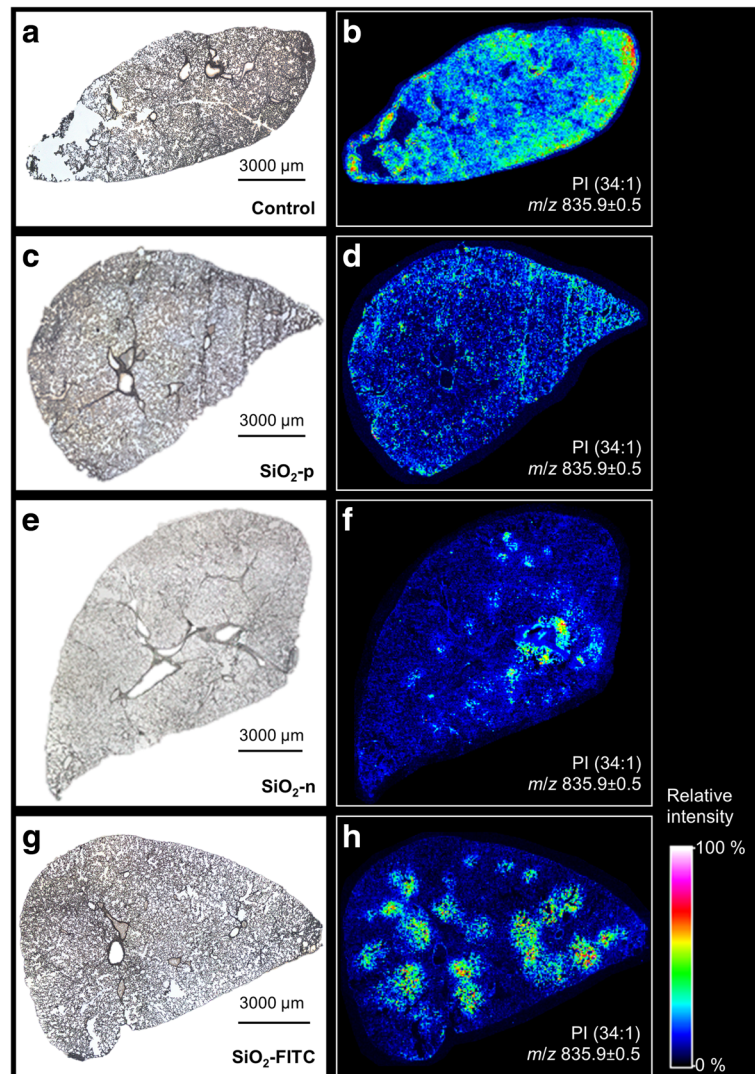 a
3000 µm
Control
b
PI (34:1)
m/z 835.9±0.5
c
3000 µm
SiO₂-p
d
PI (34:1)
m/z 835.9±0.5
e
3000 µm
SiO₂-n
f
PI (34:1)
m/z 835.9±0.5
g
3000 µm
SiO₂-FITC
h
PI (34:1)
m/z 835.9±0.5
Relative
intensity
100 %
0 %